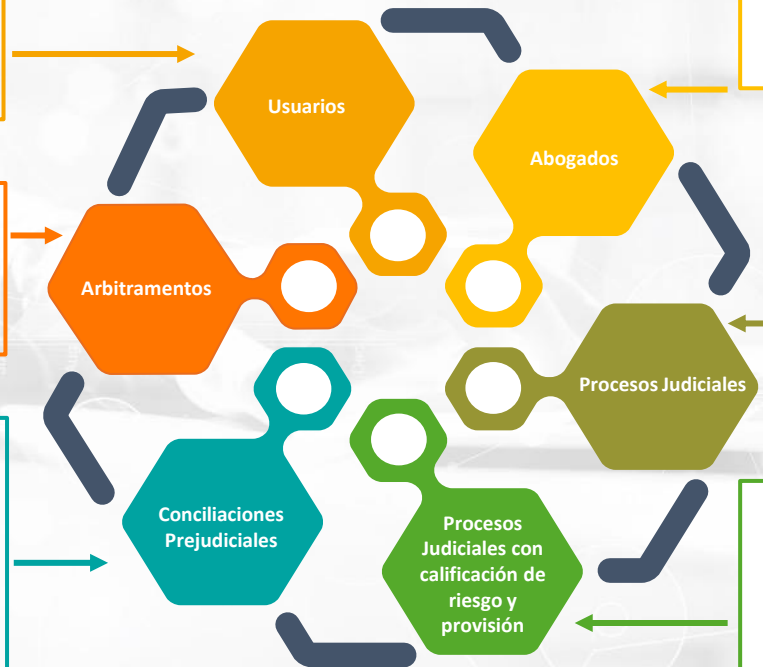 Usuarios
Abogados
Arbitramentos
Procesos Judiciales
Conciliaciones
Prejudiciales
Procesos
Judiciales con
calificación de
riesgo y
provisión